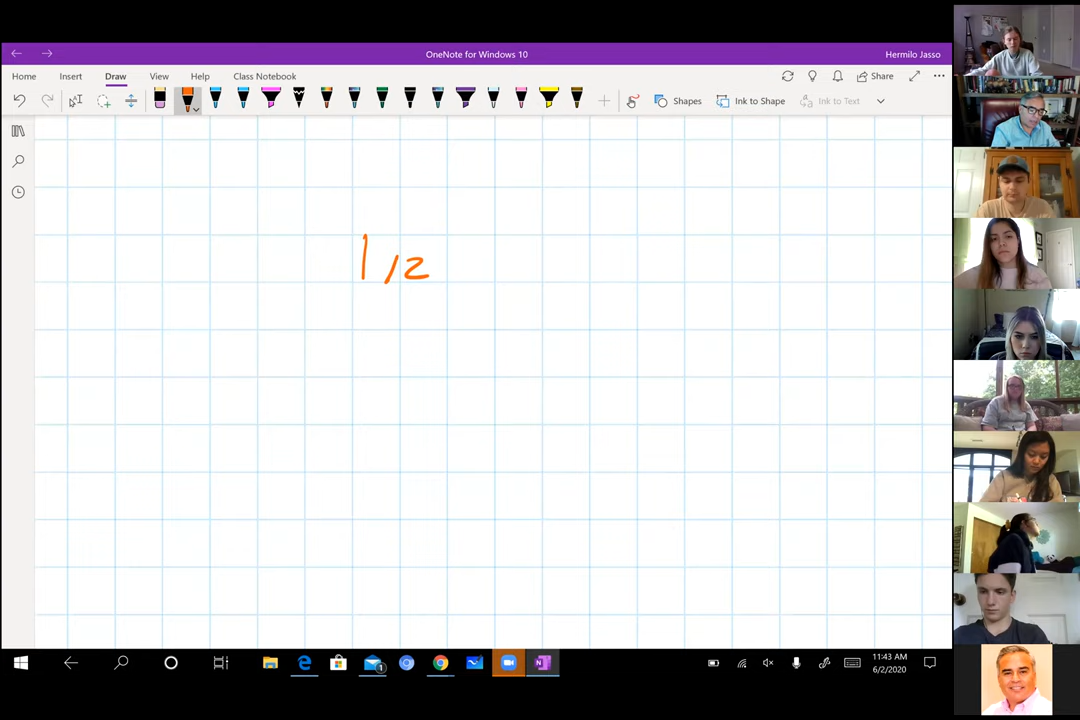 OneNote for Windows 10
Hermilo Jasso
Home Insert Draw View Help Class Notebook
Share
Shapes Ink to Shape Ink to Text
1,2
1
N
11:43 AM
6/2/2020